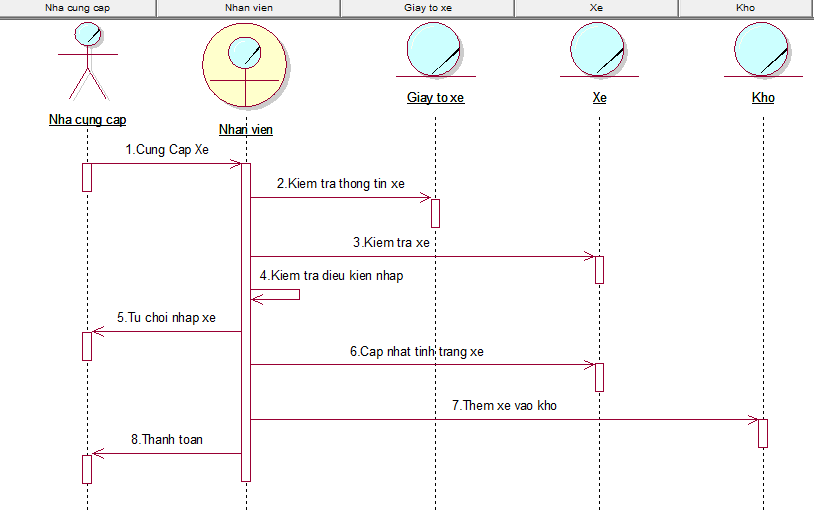 Nha cung cap
Nhan vien
Giay to xe
Xe
Kho
Nha cung cap
Nhan vien
Giay to xe
Xe
Kho
1.Cung Cap Xe
2.Kiem tra thong tin xe
3.Kiem tra xe
4.Kiem tra dieu kien nhap
5.Tu choi nhap xe
6.Cap nhat tinh trang xe
7.Them xe vao kho
8.Thanh toan